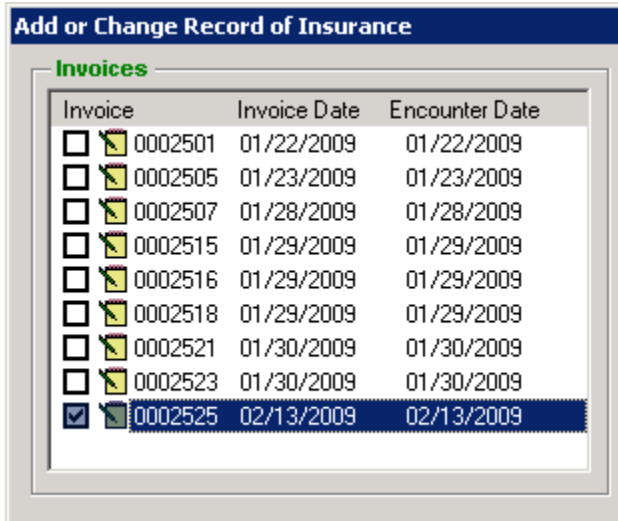 Add or Change Record of Insurance
Invoices
Invoice Invoice Date Encounter Date
0002501 01/22/2009 01/22/2009
0002505 01/23/2009 01/23/2009
0002507 01/28/2009 01/28/2009
0002515 01/29/2009 01/29/2009
0002516 01/29/2009 01/29/2009
0002518 01/29/2009 01/29/2009
0002521 01/30/2009 01/30/2009
0002523 01/30/2009 01/30/2009
0002525 02/13/2009 02/13/2009